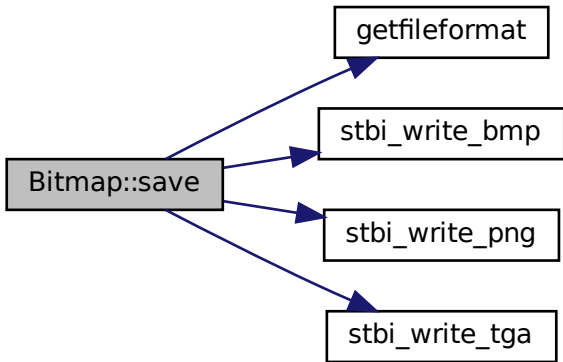 Bitmap::save
getfileformat
stbi_write_bmp
stbi_write_png
stbi_write_tga